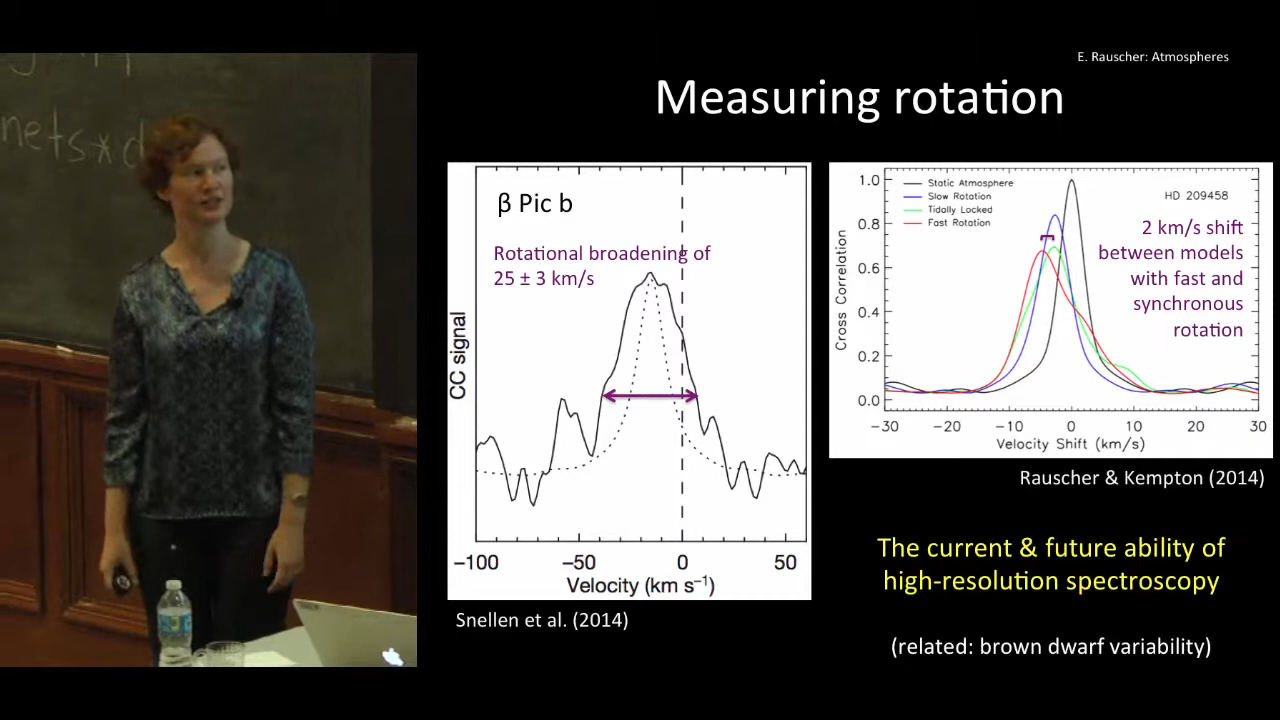 E. Rauscher: Atmospheres
Measuring rotation
nets*d
β Pic b
Rotational broadening of
25 ± 3 km/s
CC signal
−100 −50 0 50
Velocity (km s⁻¹)
Snellen et al. (2014)
Static Atmosphere
Slow Rotation
Tidally Locked
Fast Rotation
HD 209458
2 km/s shift
between models
with fast and
synchronous
rotation
1.0
0.8
0.6
0.4
0.2
0.0
Cross Correlation
−30 −20 −10 0 10 20 30
Velocity Shift (km/s)
Rauscher & Kempton (2014)
The current & future ability of
high-resolution spectroscopy
(related: brown dwarf variability)